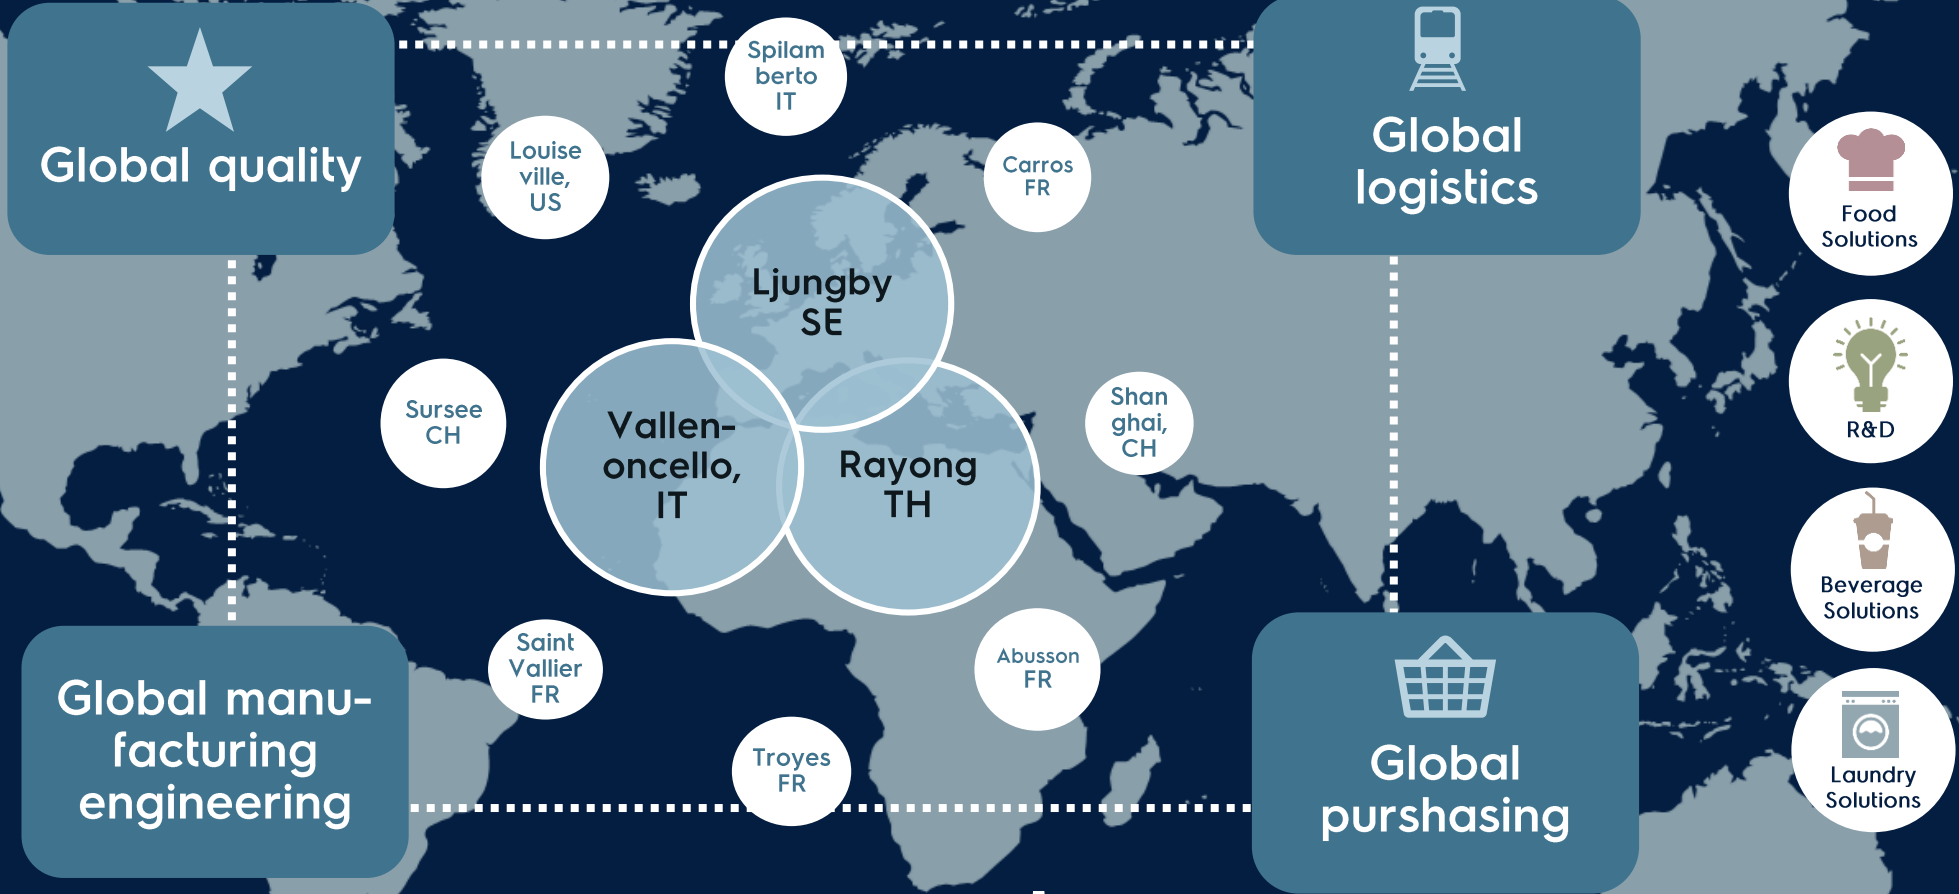 Global quality
Spilam
berto
IT
Global
logistics
Louise
ville,
US
Carros
FR
Food
Solutions
Ljungby
SE
R&D
Sursee
CH
Vallen-
oncello,
IT
Rayong
TH
Shan
ghai,
CH
Beverage
Solutions
Saint
Vallier
FR
Abusson
FR
Global manu-
facturing
engineering
Troyes
FR
Global
purshasing
Laundry
Solutions